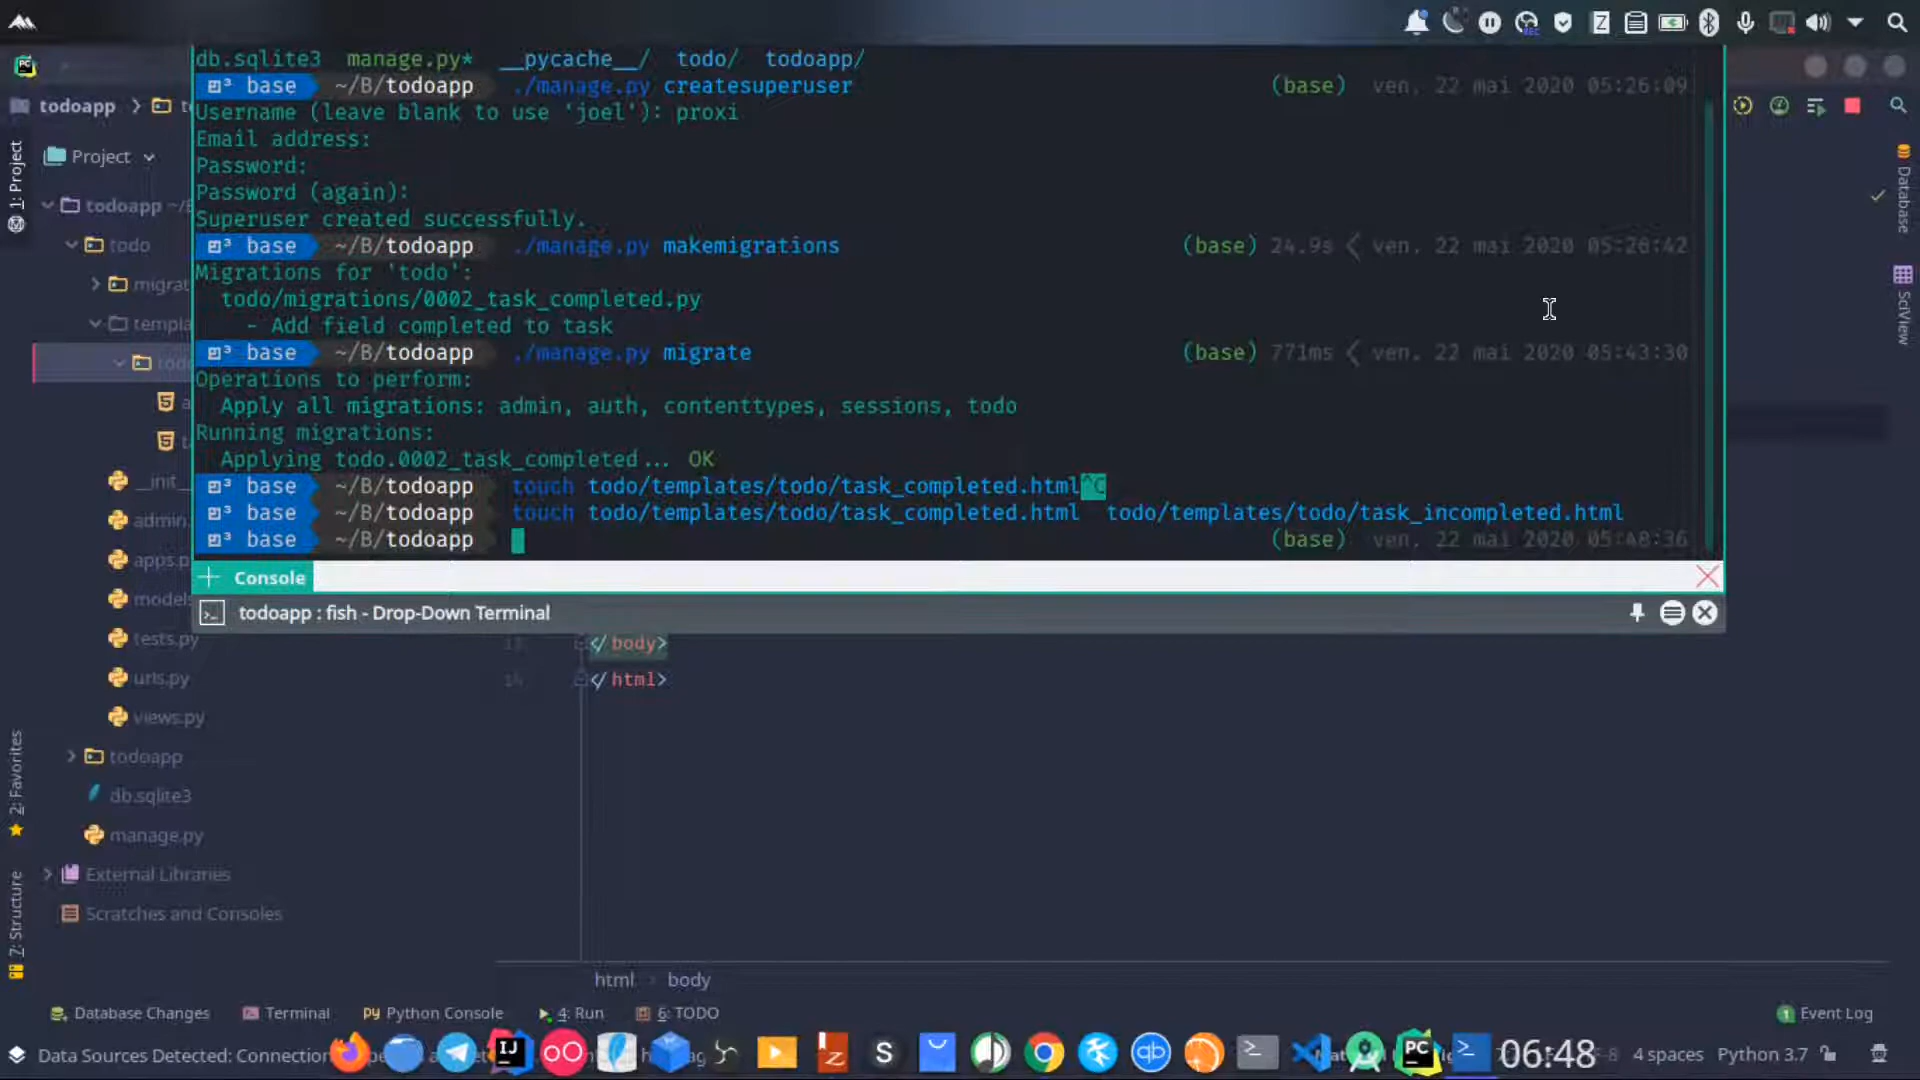 db.sqlite3 manage.py* __pycache__/ todo/ todoapp/
base ~/B/todoapp ./manage.py createsuperuser (base) ven. 22 mai 2020 05:26:09
Username (leave blank to use 'joel'): proxi
Email address:
Password:
Password (again):
Superuser created successfully.
base ~/B/todoapp ./manage.py makemigrations (base) 24.9s < ven. 22 mai 2020 05:26:42
Migrations for 'todo':
todo/migrations/0002_task_completed.py
- Add field completed to task
base ~/B/todoapp ./manage.py migrate (base) 771ms < ven. 22 mai 2020 05:43:30
Operations to perform:
Apply all migrations: admin, auth, contenttypes, sessions, todo
Running migrations:
Applying todo.0002_task_completed... OK
base ~/B/todoapp touch todo/templates/todo/task_completed.html^C
base ~/B/todoapp touch todo/templates/todo/task_completed.html todo/templates/todo/task_incompleted.html
base ~/B/todoapp (base) ven. 22 mai 2020 05:48:36
Console
todoapp : fish - Drop-Down Terminal
todoapp
Project
1: Project
todoapp
todo
migrat
templa
__init__
admin.
apps.p
models
tests.py
urls.py
views.py
todoapp
db.sqlite3
manage.py
External Libraries
Scratches and Consoles
2: Favorites
7: Structure
Database
SciView
</body>
14 </html>
html body
Database Changes Terminal Python Console 4: Run 6: TODO Event Log
Data Sources Detected: Connection
06:48 4 spaces Python 3.7